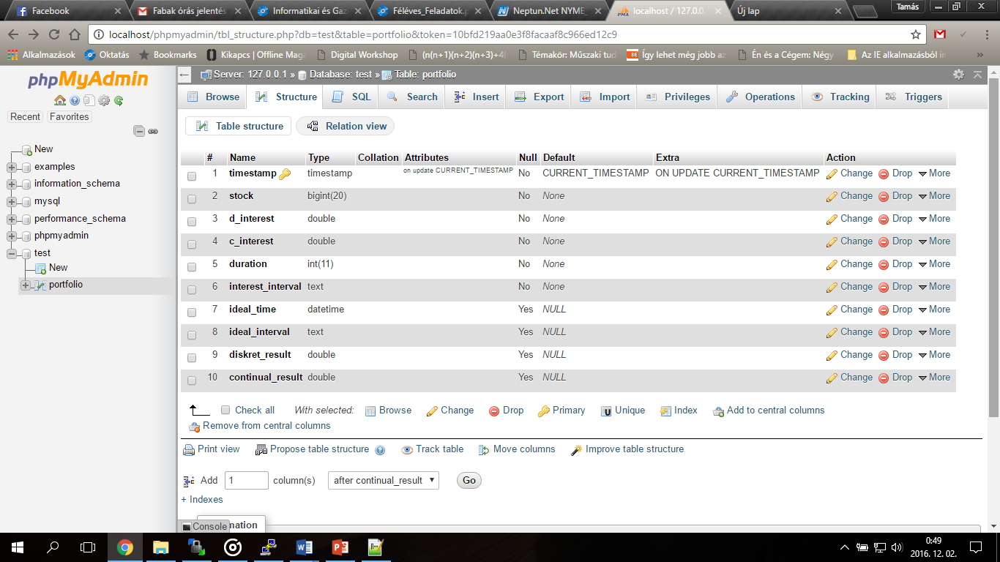 Facebook
Fabak órás jelentés
Informatikai és Gaz
Féléves_Feladatok.p
Neptun.Net NYME_
localhost / 127.0.0.
Új lap
Tamás
localhost/phpmyadmin/tbl_structure.php?db=test&table=portfolio&token=10bfd219aa0e3f8facaaf8c966ed12c9
Alkalmazások
Oktatás
Bookmarks
Kikapcs | Offline Maga
Digital Workshop
(n(n+1)(n+2)(n+3)+4(
Témakör: Műszaki tud
Így lehet még jobb az
Én és a Cégem: Négy
Az IE alkalmazásból im
phpMyAdmin
Recent Favorites
New
examples
information_schema
mysql
performance_schema
phpmyadmin
test
New
portfolio
Server: 127.0.0.1 » Database: test » Table: portfolio
Browse Structure SQL Search Insert Export Import Privileges Operations Tracking Triggers
Table structure Relation view
# Name Type Collation Attributes Null Default Extra Action
1 timestamp timestamp on update CURRENT_TIMESTAMP No CURRENT_TIMESTAMP ON UPDATE CURRENT_TIMESTAMP Change Drop More
2 stock bigint(20) No None Change Drop More
3 d_interest double No None Change Drop More
4 c_interest double No None Change Drop More
5 duration int(11) No None Change Drop More
6 interest_interval text No None Change Drop More
7 ideal_time datetime Yes NULL Change Drop More
8 ideal_interval text Yes NULL Change Drop More
9 diskret_result double Yes NULL Change Drop More
10 continual_result double Yes NULL Change Drop More
Check all With selected: Browse Change Drop Primary Unique Index Add to central columns
Remove from central columns
Print view Propose table structure Track table Move columns Improve table structure
Add 1 column(s) after continual_result Go
+ Indexes
Console
mation
0:49
2016. 12. 02.